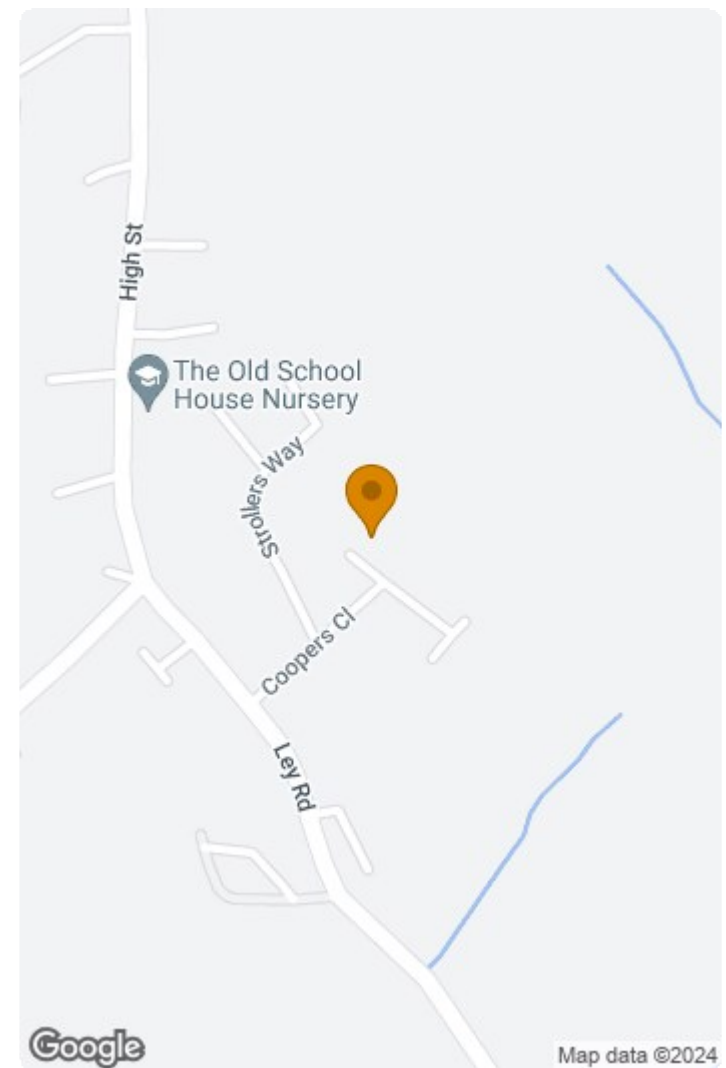 High St
The Old School
House Nursery
Strollers Way
Coopers Cl
Ley Rd
Google
Map data ©2024